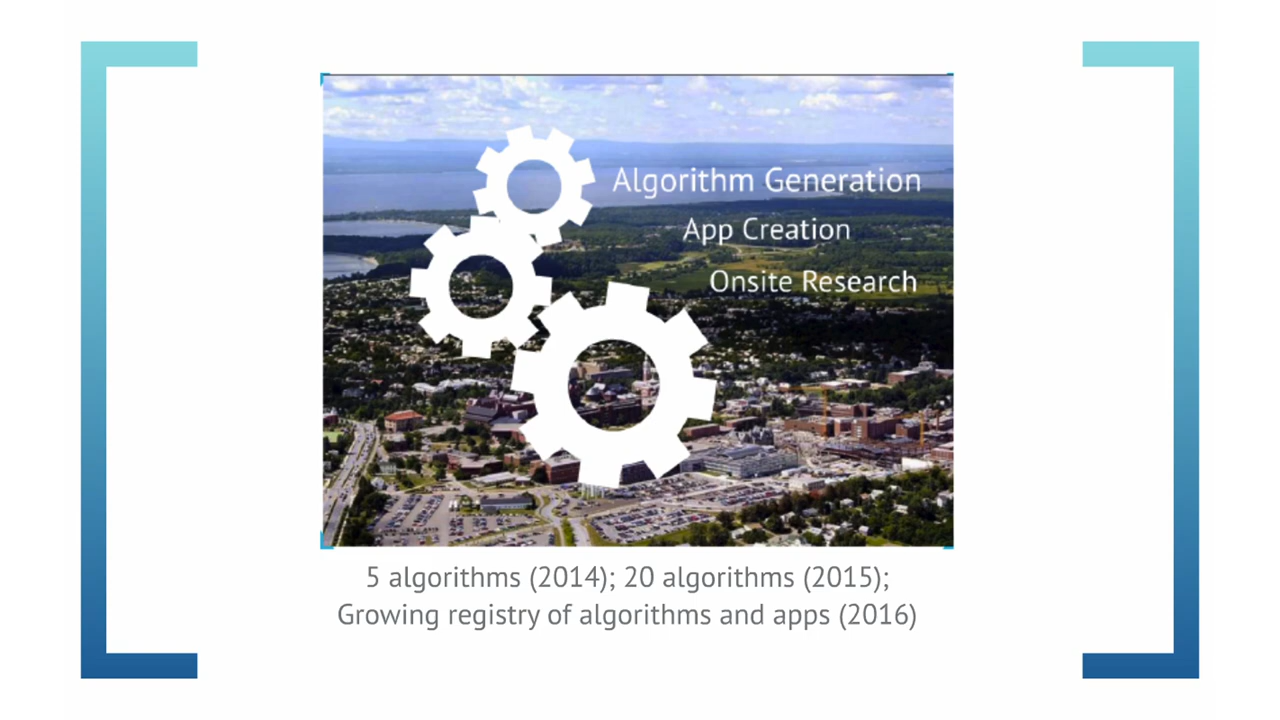 Algorithm Generation
App Creation
Onsite Research
5 algorithms (2014); 20 algorithms (2015);
Growing registry of algorithms and apps (2016)